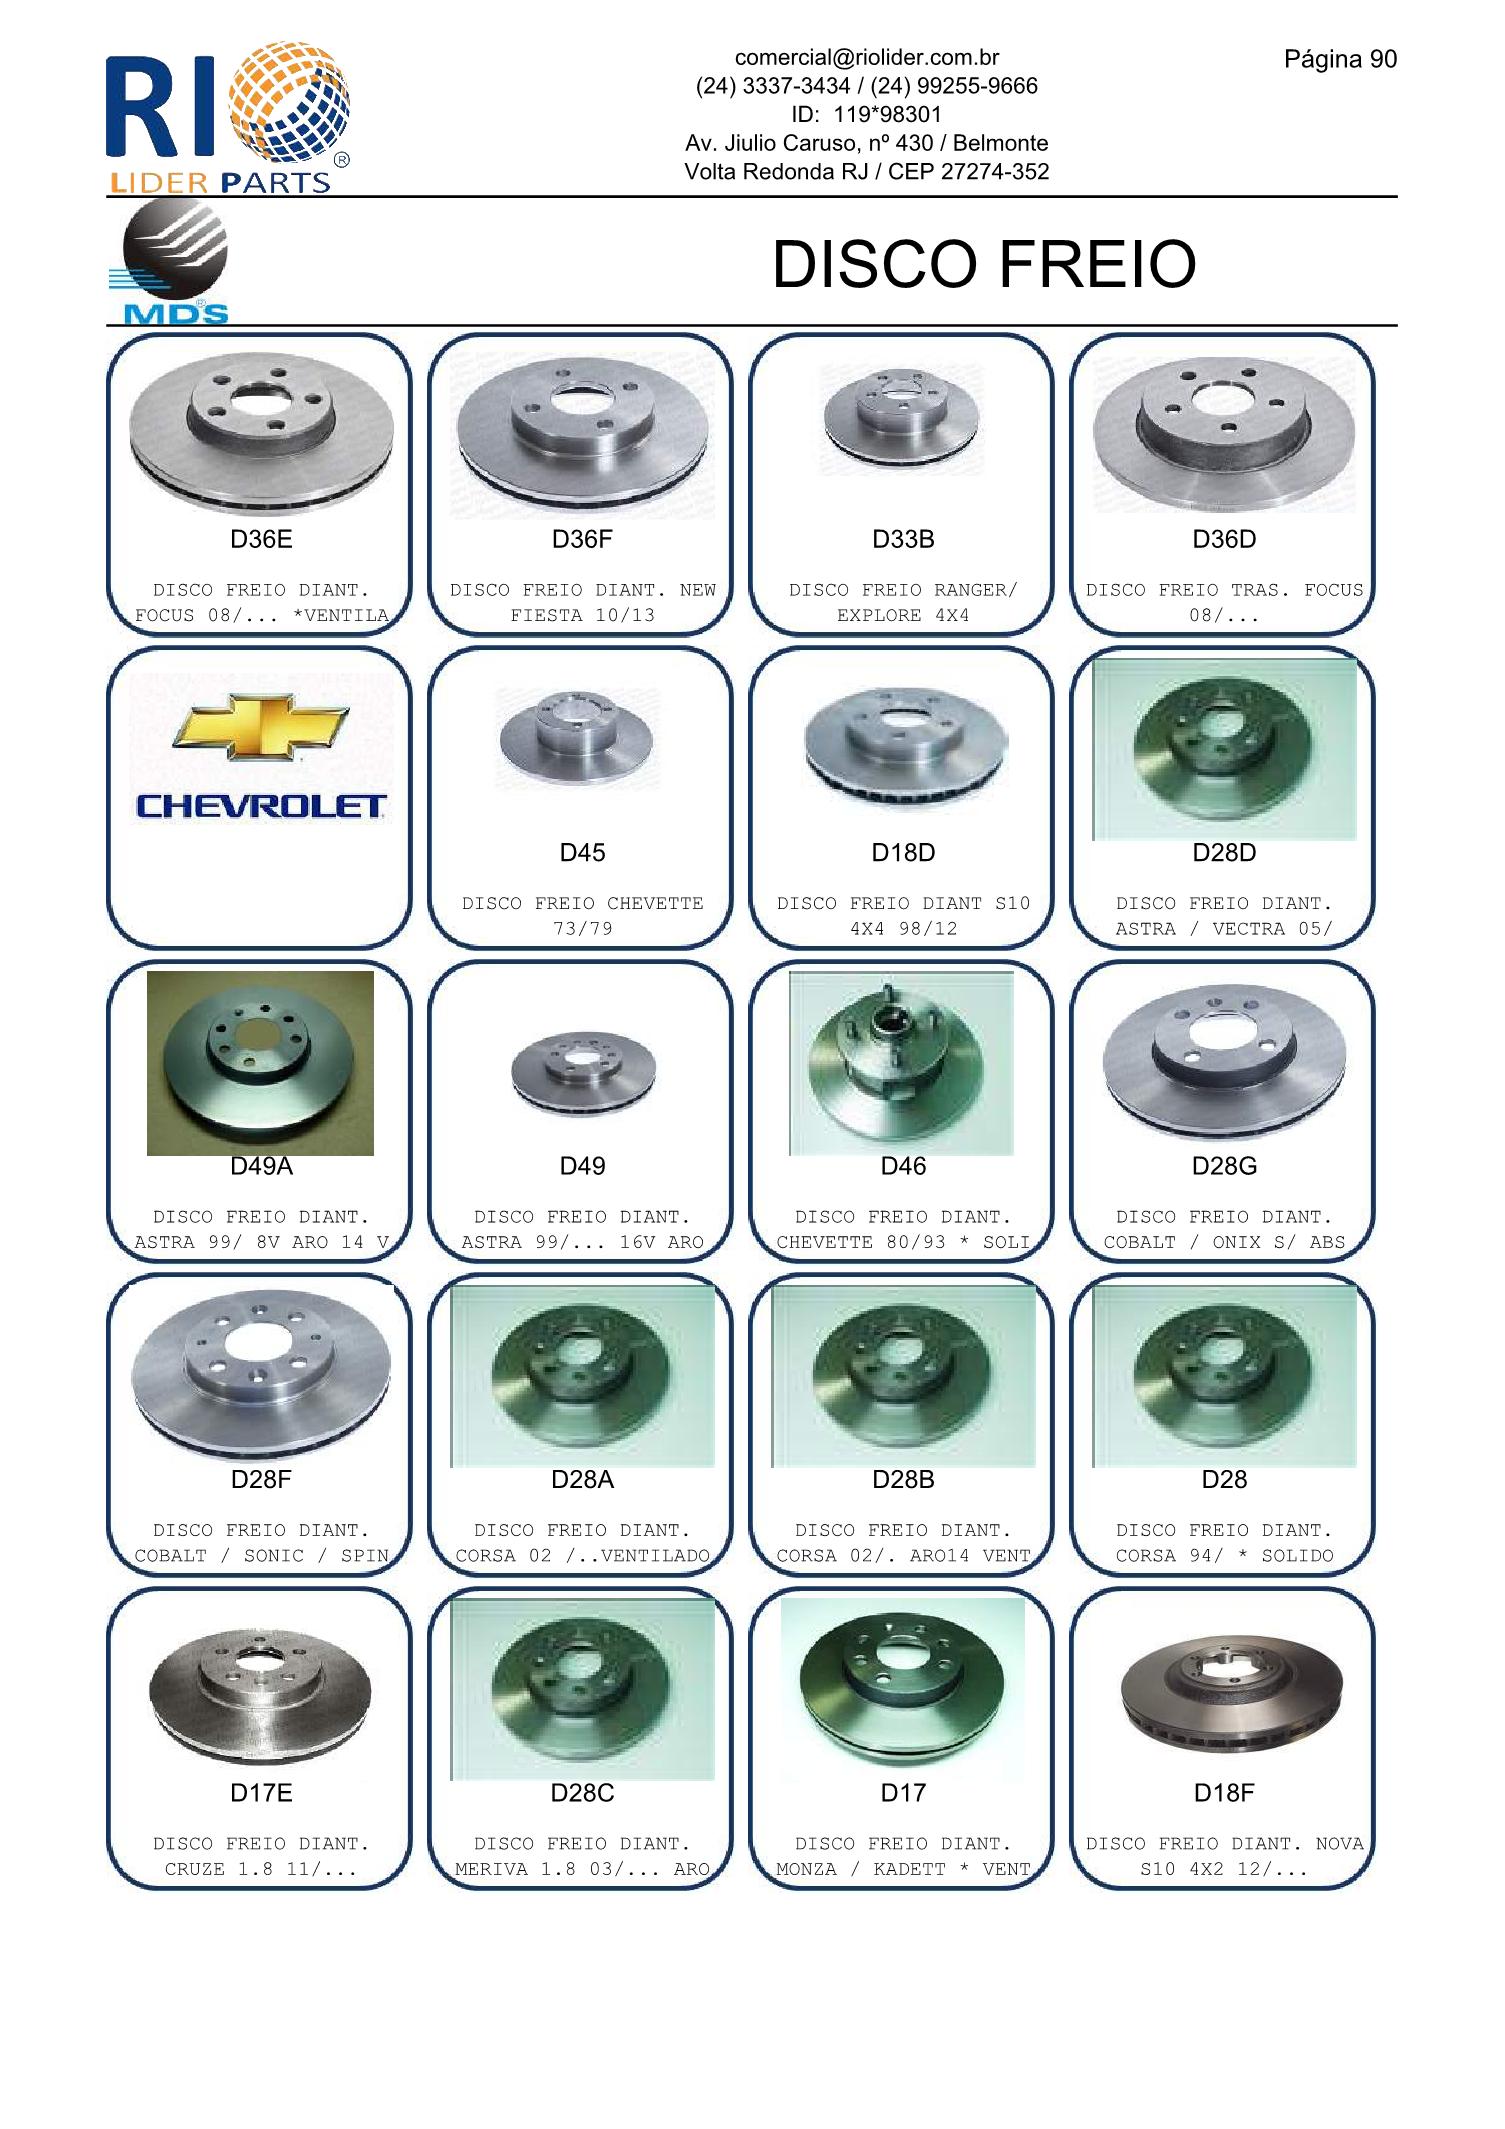 RIO
®
LIDER PARTS
comercial@riolider.com.br
(24) 3337-3434 / (24) 99255-9666
ID: 119*98301
Av. Jiulio Caruso, nº 430 / Belmonte
Volta Redonda RJ / CEP 27274-352
Página 90
MDS®
DISCO FREIO
D36E
DISCO FREIO DIANT.
FOCUS 08/... *VENTILA
D36F
DISCO FREIO DIANT. NEW
FIESTA 10/13
D33B
DISCO FREIO RANGER/
EXPLORE 4X4
D36D
DISCO FREIO TRAS. FOCUS
08/...
CHEVROLET
D45
DISCO FREIO CHEVETTE
73/79
D18D
DISCO FREIO DIANT S10
4X4 98/12
D28D
DISCO FREIO DIANT.
ASTRA / VECTRA 05/
D49A
DISCO FREIO DIANT.
ASTRA 99/ 8V ARO 14 V
D49
DISCO FREIO DIANT.
ASTRA 99/... 16V ARO
D46
DISCO FREIO DIANT.
CHEVETTE 80/93 * SOLI
D28G
DISCO FREIO DIANT.
COBALT / ONIX S/ ABS
D28F
DISCO FREIO DIANT.
COBALT / SONIC / SPIN
D28A
DISCO FREIO DIANT.
CORSA 02 /..VENTILADO
D28B
DISCO FREIO DIANT.
CORSA 02/. ARO14 VENT
D28
DISCO FREIO DIANT.
CORSA 94/ * SOLIDO
D17E
DISCO FREIO DIANT.
CRUZE 1.8 11/...
D28C
DISCO FREIO DIANT.
MERIVA 1.8 03/... ARO
D17
DISCO FREIO DIANT.
MONZA / KADETT * VENT
D18F
DISCO FREIO DIANT. NOVA
S10 4X2 12/...